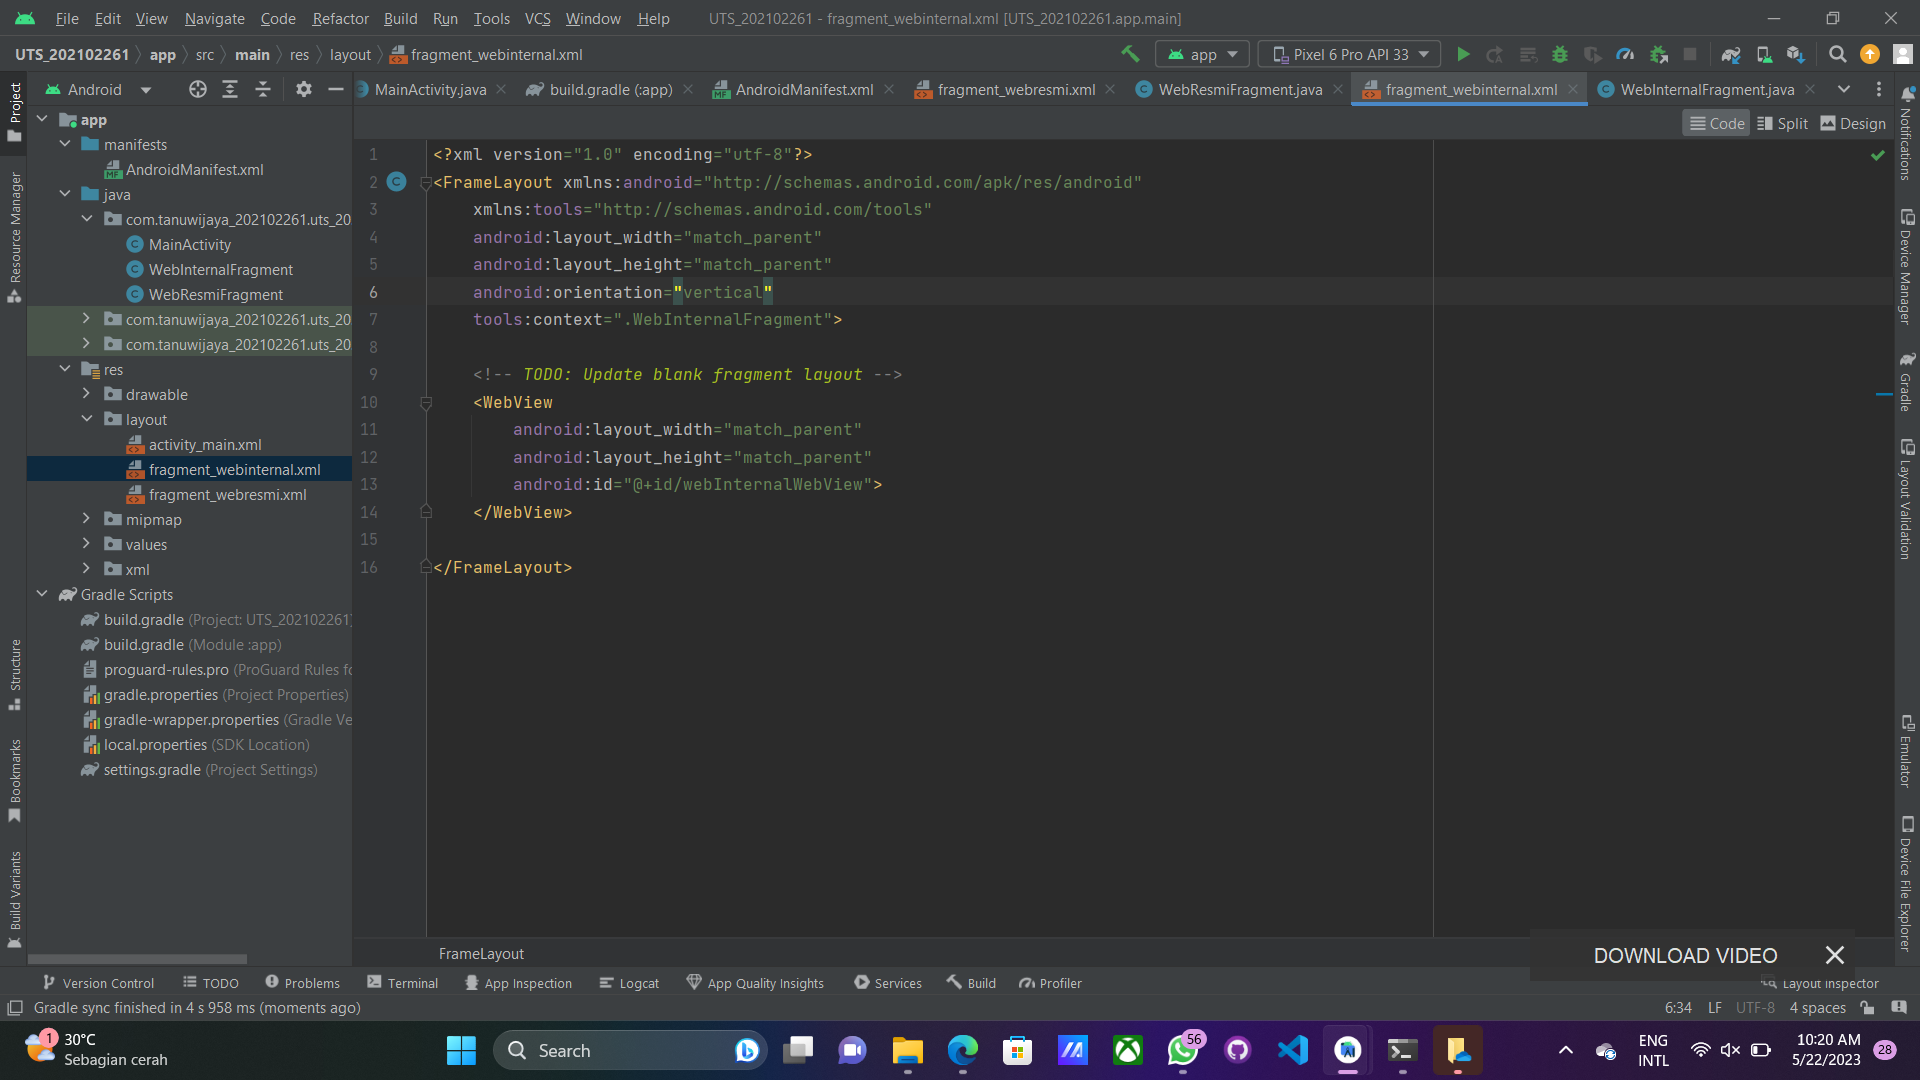 File Edit View Navigate Code Refactor Build Run Tools VCS Window Help UTS_202102261 - fragment_webinternal.xml [UTS_202102261.app.main]
UTS_202102261 app src main res layout fragment_webinternal.xml app Pixel 6 Pro API 33
Project
Android
MainActivity.java build.gradle (:app) AndroidManifest.xml fragment_webresmi.xml WebResmiFragment.java fragment_webinternal.xml WebInternalFragment.java
Code Split Design
app
manifests
AndroidManifest.xml
java
com.tanuwijaya_202102261.uts_20
MainActivity
WebInternalFragment
WebResmiFragment
com.tanuwijaya_202102261.uts_20
com.tanuwijaya_202102261.uts_20
res
drawable
layout
activity_main.xml
fragment_webinternal.xml
fragment_webresmi.xml
mipmap
values
xml
Gradle Scripts
build.gradle (Project: UTS_202102261)
build.gradle (Module :app)
proguard-rules.pro (ProGuard Rules fo
gradle.properties (Project Properties)
gradle-wrapper.properties (Gradle Ve
local.properties (SDK Location)
settings.gradle (Project Settings)
Resource Manager
Structure
Bookmarks
Build Variants
1 <?xml version="1.0" encoding="utf-8"?>
2 <FrameLayout xmlns:android="http://schemas.android.com/apk/res/android"
3 xmlns:tools="http://schemas.android.com/tools"
4 android:layout_width="match_parent"
5 android:layout_height="match_parent"
6 android:orientation="vertical"
7 tools:context=".WebInternalFragment">
8
9 <!-- TODO: Update blank fragment layout -->
10 <WebView
11 android:layout_width="match_parent"
12 android:layout_height="match_parent"
13 android:id="@+id/webInternalWebView">
14 </WebView>
15
16 </FrameLayout>
Notifications
Device Manager
Gradle
Layout Validation
Emulator
Device File Explorer
FrameLayout
DOWNLOAD VIDEO
Version Control TODO Problems Terminal App Inspection Logcat App Quality Insights Services Build Profiler Layout Inspector
Gradle sync finished in 4 s 958 ms (moments ago) 6:34 LF UTF-8 4 spaces
1
30°C
Sebagian cerah
Search
56
ENG
INTL
10:20 AM
5/22/2023
28